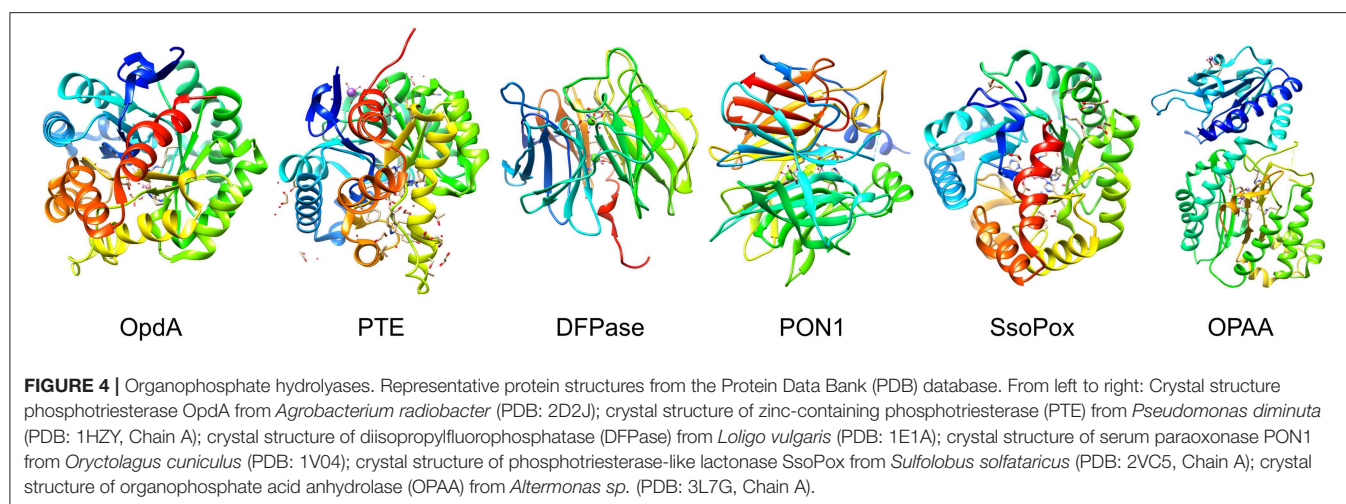 OpdA PTE DFPase PON1 SsoPox OPAA
FIGURE 4 | Organophosphate hydrolyases. Representative protein structures from the Protein Data Bank (PDB) database. From left to right: Crystal structure
phosphotriesterase OpdA from Agrobacterium radiobacter (PDB: 2D2J); crystal structure of zinc-containing phosphotriesterase (PTE) from Pseudomonas diminuta
(PDB: 1HZY, Chain A); crystal structure of diisopropylfluorophosphatase (DFPase) from Loligo vulgaris (PDB: 1E1A); crystal structure of serum paraoxonase PON1
from Oryctolagus cuniculus (PDB: 1V04); crystal structure of phosphotriesterase-like lactonase SsoPox from Sulfolobus solfataricus (PDB: 2VC5, Chain A); crystal
structure of organophosphate acid anhydrolase (OPAA) from Altermonas sp. (PDB: 3L7G, Chain A).